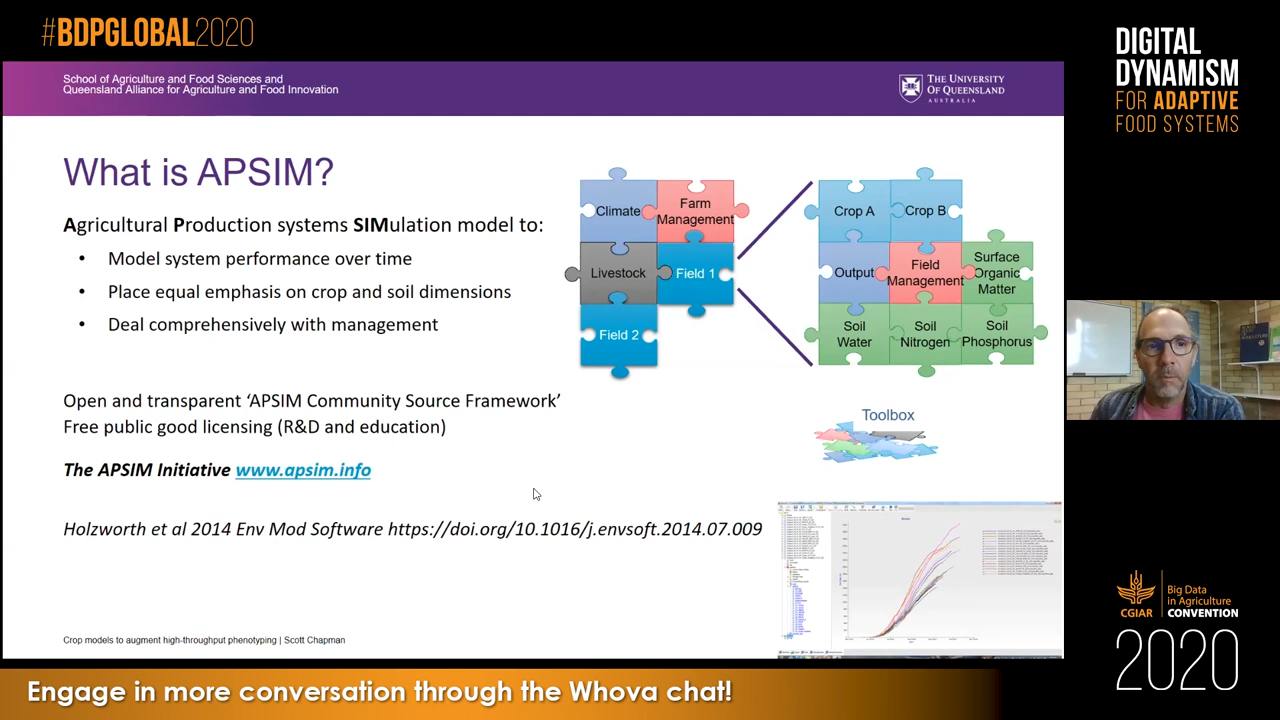 #BDPGLOBAL2020
DIGITAL
DYNAMISM
FOR ADAPTIVE
FOOD SYSTEMS
School of Agriculture and Food Sciences and
Queensland Alliance for Agriculture and Food Innovation
THE UNIVERSITY
OF QUEENSLAND
AUSTRALIA
What is APSIM?
Agricultural Production systems SIMulation model to:
• Model system performance over time
• Place equal emphasis on crop and soil dimensions
• Deal comprehensively with management
Open and transparent ‘APSIM Community Source Framework’
Free public good licensing (R&D and education)
The APSIM Initiative www.apsim.info
Holzworth et al 2014 Env Mod Software https://doi.org/10.1016/j.envsoft.2014.07.009
Climate
Farm
Management
Livestock
Field 1
Field 2
Crop A
Crop B
Output
Field
Management
Surface
Organic
Matter
Soil
Water
Soil
Nitrogen
Soil
Phosphorus
Toolbox
Crop models to augment high-throughput phenotyping | Scott Chapman
CGIAR
Big Data
in Agriculture
CONVENTION
2020
Engage in more conversation through the Whova chat!